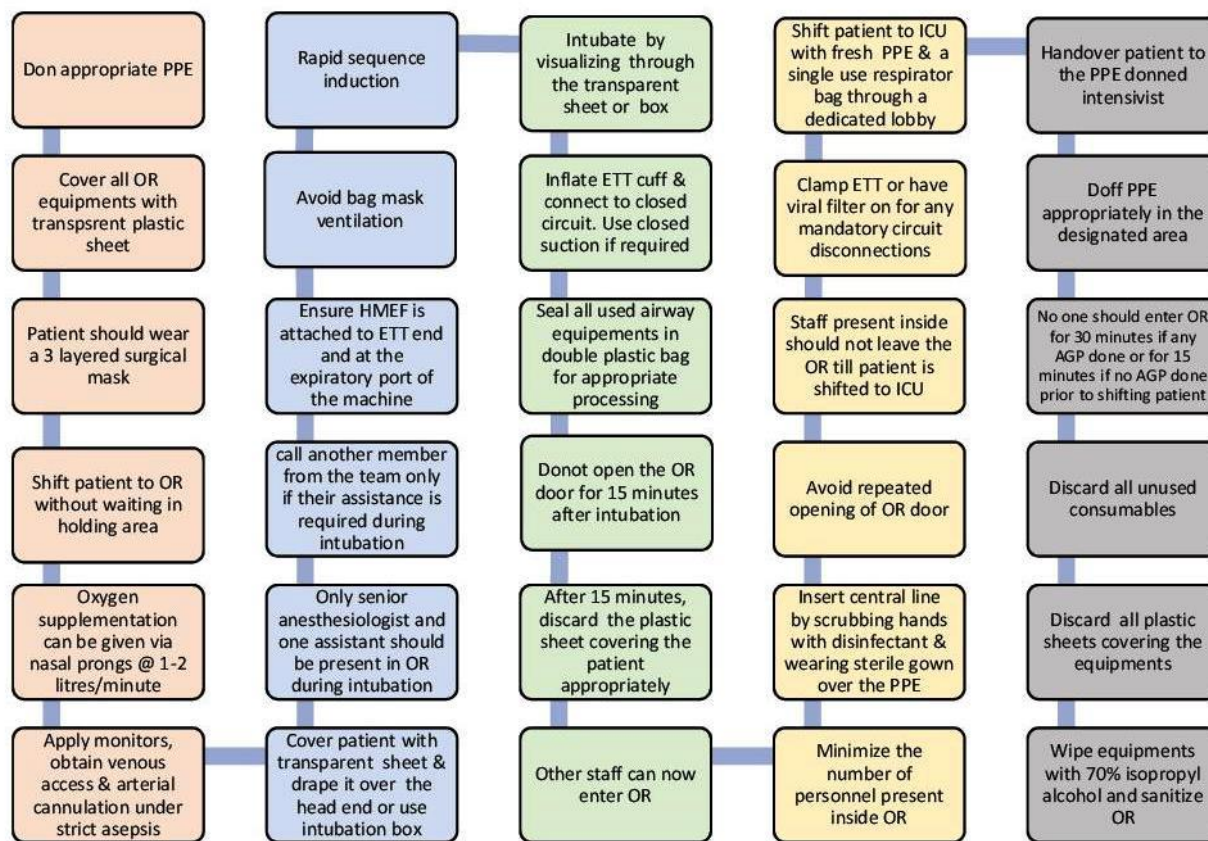 Don appropriate PPE
Cover all OR
equipments with
transpsrent plastic
sheet
Patient should wear
a 3 layered surgical
mask
Shift patient to OR
without waiting in
holding area
Oxygen
supplementation
can be given via
nasal prongs @ 1-2
litres/minute
Apply monitors,
obtain venous
access & arterial
cannulation under
strict asepsis
Cover patient with
transparent sheet &
drape it over the
head end or use
intubation box
Only senior
anesthesiologist and
one assistant should
be present in OR
during intubation
call another member
from the team only
if their assistance is
required during
intubation
Ensure HMEF is
attached to ETT end
and at the
expiratory port of
the machine
Avoid bag mask
ventilation
Rapid sequence
induction
Intubate by
visualizing through
the transparent
sheet or box
Inflate ETT cuff &
connect to closed
circuit. Use closed
suction if required
Seal all used airway
equipements in
double plastic bag
for appropriate
processing
Donot open the OR
door for 15 minutes
after intubation
After 15 minutes,
discard the plastic
sheet covering the
patient
appropriately
Other staff can now
enter OR
Minimize the
number of
personnel present
inside OR
Insert central line
by scrubbing hands
with disinfectant &
wearing sterile gown
over the PPE
Avoid repeated
opening of OR door
Staff present inside
should not leave the
OR till patient is
shifted to ICU
Clamp ETT or have
viral filter on for any
mandatory circuit
disconnections
Shift patient to ICU
with fresh PPE & a
single use respirator
bag through a
dedicated lobby
Handover patient to
the PPE donned
intensivist
Doff PPE
appropriately in the
designated area
No one should enter OR
for 30 minutes if any
AGP done or for 15
minutes if no AGP done
prior to shifting patient
Discard all unused
consumables
Discard all plastic
sheets covering the
equipments
Wipe equipments
with 70% isopropyl
alcohol and sanitize
OR